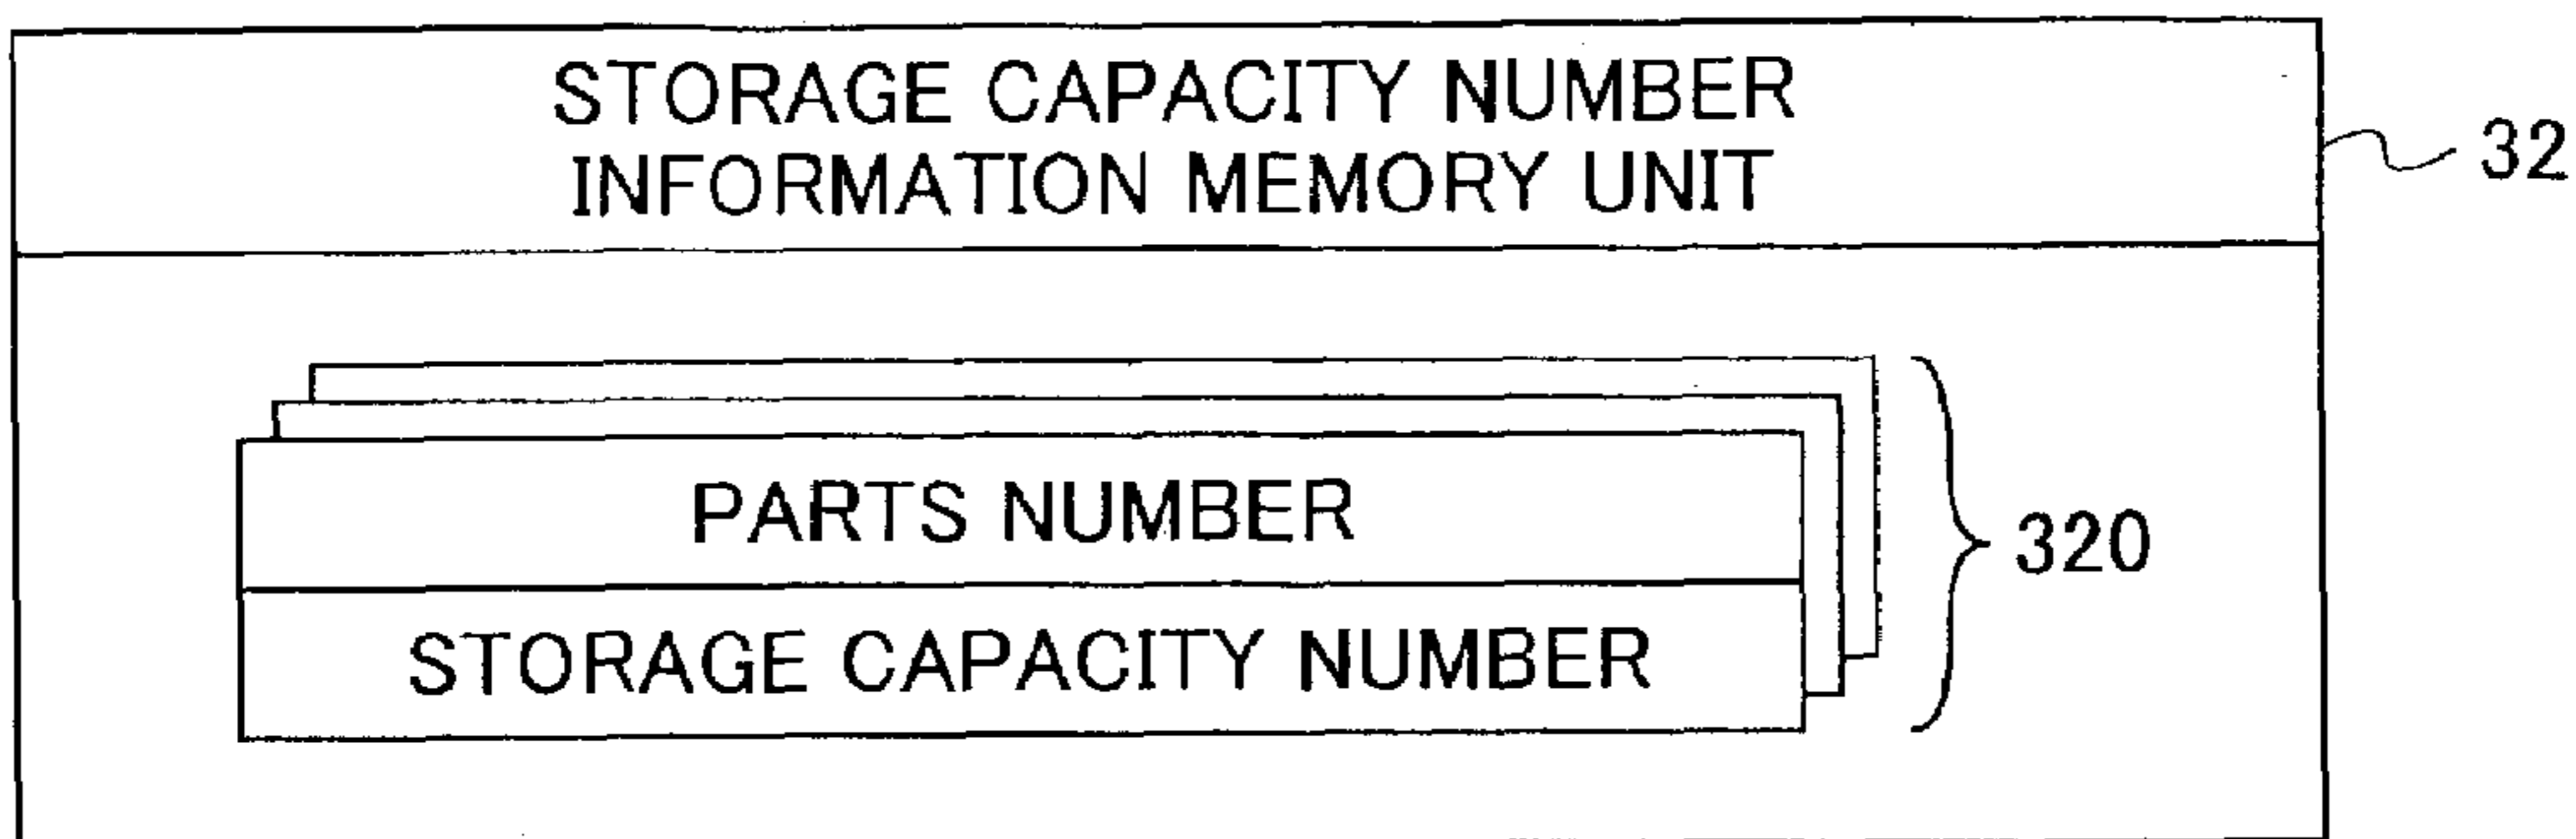 STORAGE CAPACITY NUMBER
INFORMATION MEMORY UNIT
32
PARTS NUMBER
320
STORAGE CAPACITY NUMBER